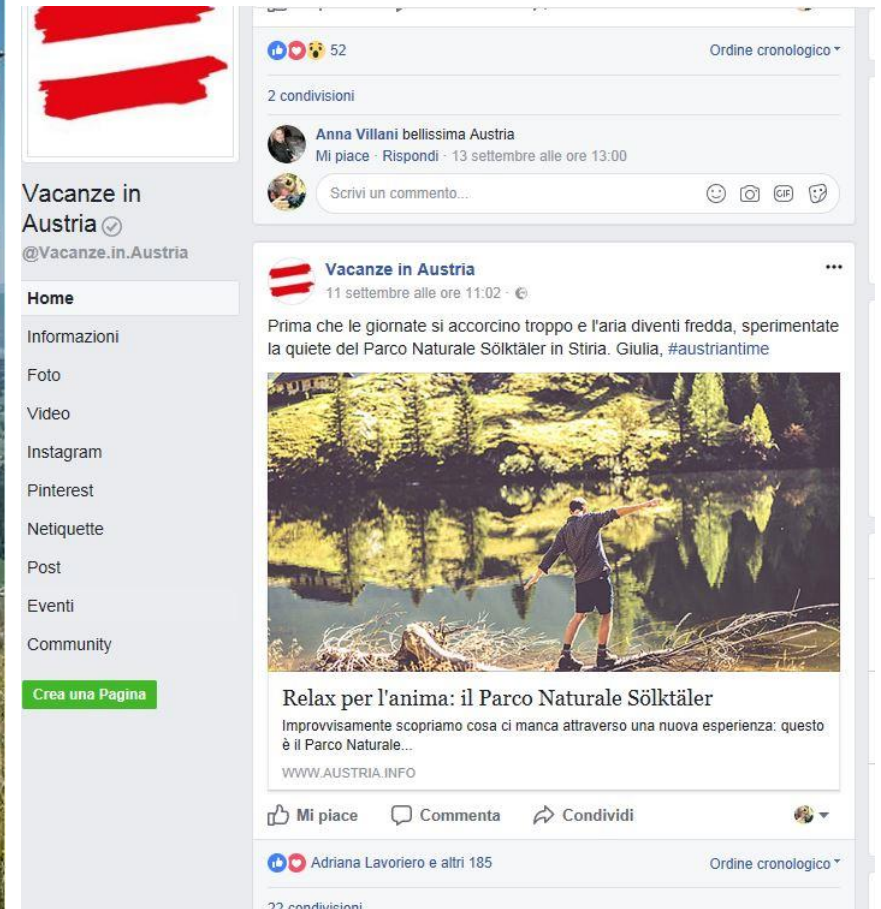 Vacanze in
Austria
@Vacanze.in.Austria
Home
Informazioni
Foto
Video
Instagram
Pinterest
Netiquette
Post
Eventi
Community
Crea una Pagina
52
Ordine cronologico
2 condivisioni
Anna Villani bellissima Austria
Mi piace · Rispondi · 13 settembre alle ore 13:00
Scrivi un commento...
GIF
Vacanze in Austria
11 settembre alle ore 11:02 ·
Prima che le giornate si accorcino troppo e l'aria diventi fredda, sperimentate
la quiete del Parco Naturale Sölktäler in Stiria. Giulia, #austriantime
Relax per l'anima: il Parco Naturale Sölktäler
Improvvisamente scopriamo cosa ci manca attraverso una nuova esperienza: questo
è il Parco Naturale...
WWW.AUSTRIA.INFO
Mi piace
Commenta
Condividi
Adriana Lavoriero e altri 185
Ordine cronologico
22 condivisioni